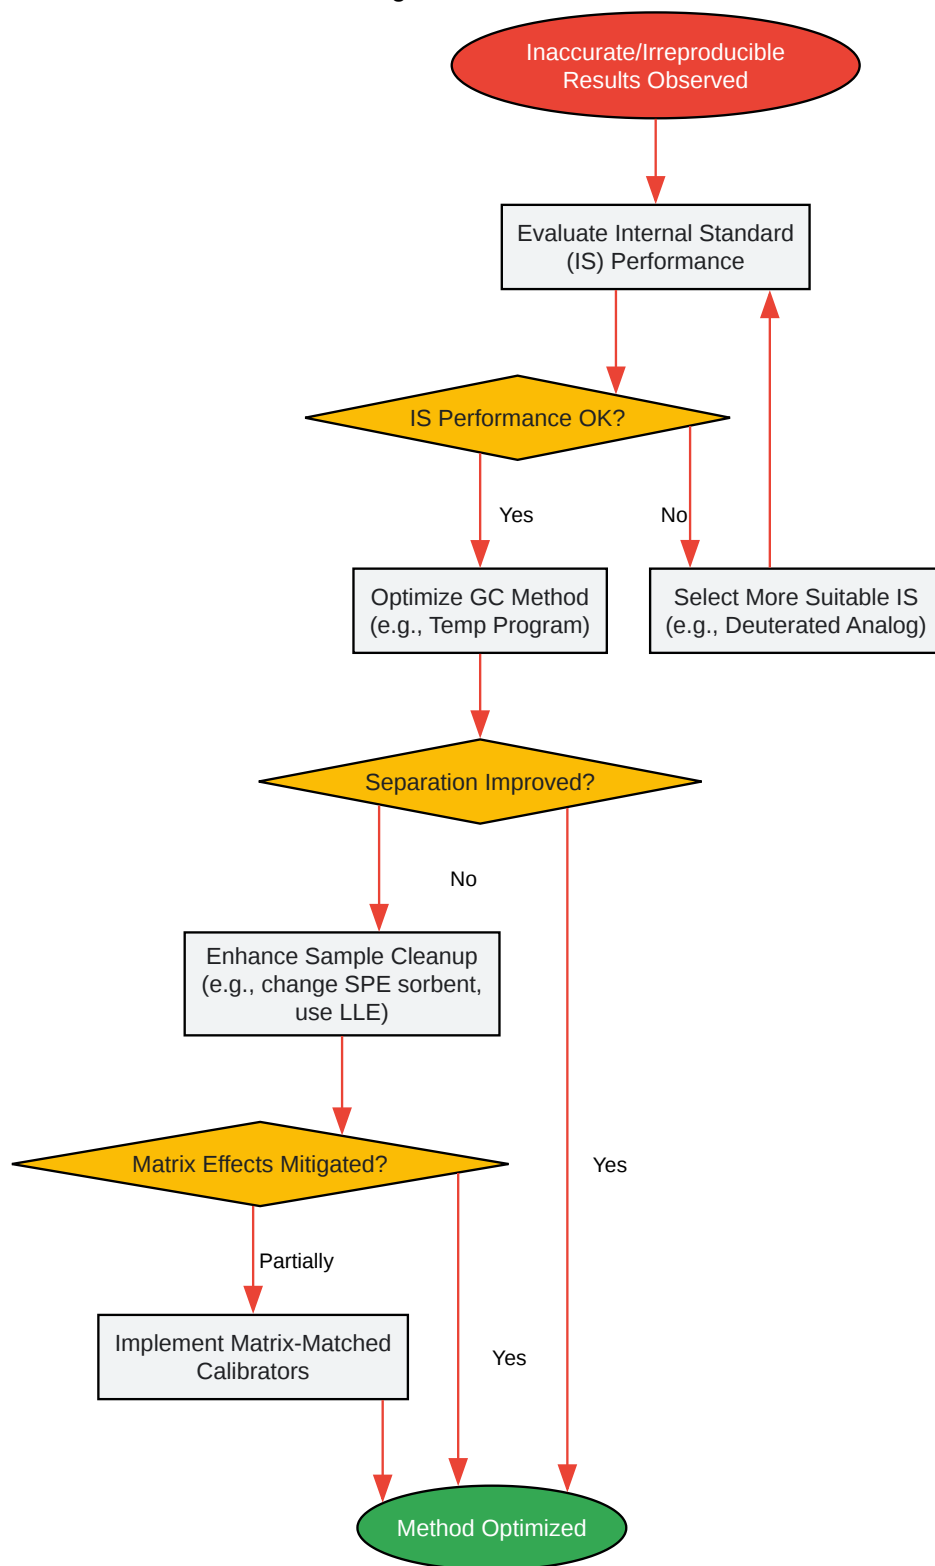 Inaccurate/Irreproducible
Results Observed
Evaluate Internal Standard
(IS) Performance
IS Performance OK?
Yes
No
Optimize GC Method
(e.g., Temp Program)
Select More Suitable IS
(e.g., Deuterated Analog)
Separation Improved?
No
Enhance Sample Cleanup
(e.g., change SPE sorbent,
use LLE)
Matrix Effects Mitigated?
Yes
Partially
Implement Matrix-Matched
Calibrators
Yes
Method Optimized